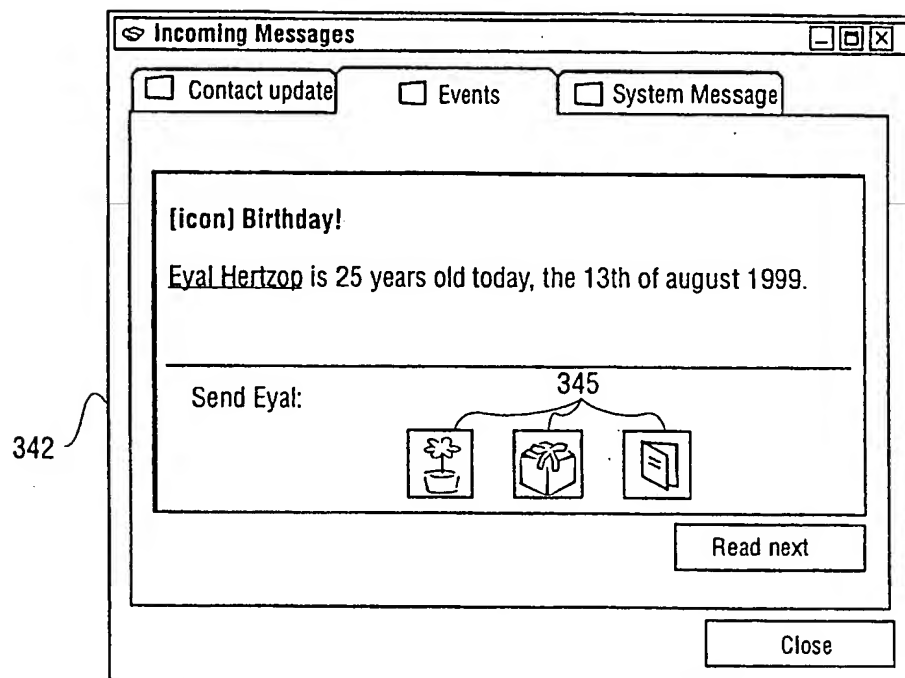 Incoming Messages
Contact update
Events
System Message
[icon] Birthday!
Eyal Hertzop is 25 years old today, the 13th of august 1999.
Send Eyal:
345
342
Read next
Close